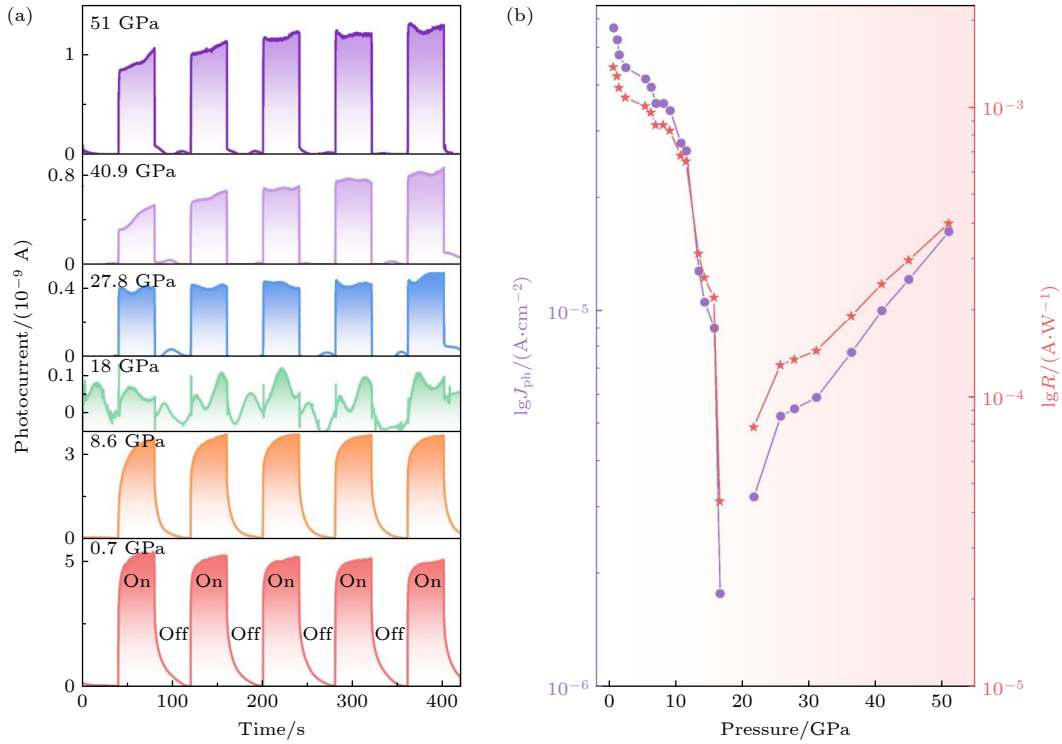 (a)
51 GPa
1
0
40.9 GPa
0.8
0
27.8 GPa
0.4
0
18 GPa
0.1
0
8.6 GPa
3
0
0.7 GPa
5
0
On On On On On
Off Off Off Off
0 100 200 300 400
Time/s
Photocurrent/(10⁻⁹ A)
(b)
10⁻⁵
10⁻⁶
lgJph/(A·cm⁻²)
10⁻³
10⁻⁴
10⁻⁵
lgR/(A·W⁻¹)
0 10 20 30 40 50
Pressure/GPa